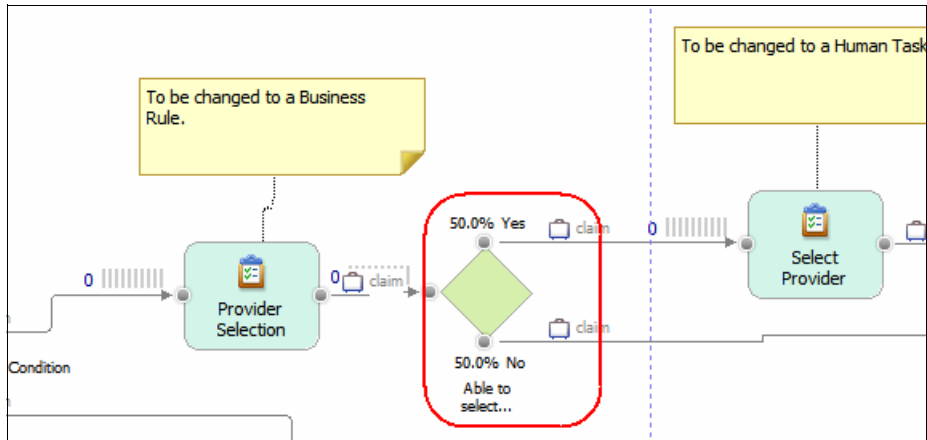 To be changed to a Human Task
To be changed to a Business
Rule.
50.0% Yes
claim
0
0
Provider
Selection
0
claim
Select
Provider
claim
50.0% No
Condition
Able to
select...